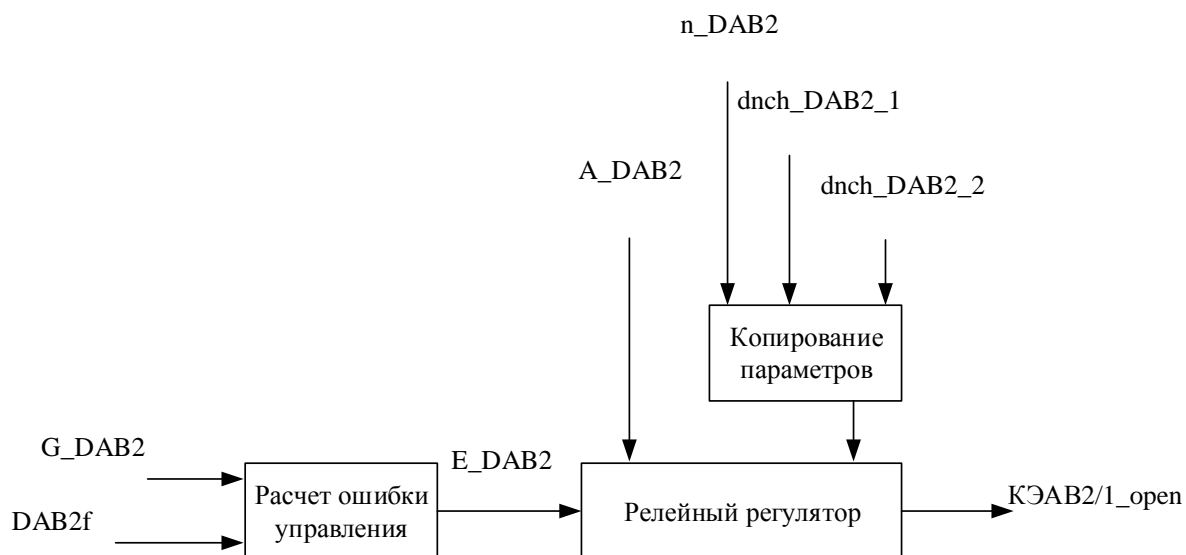 n_DAB2
dnch_DAB2_1
A_DAB2
dnch_DAB2_2
Копирование
параметров
G_DAB2
E_DAB2
DAB2f
Расчет ошибки
управления
Релейный регулятор
КЭАВ2/1_open